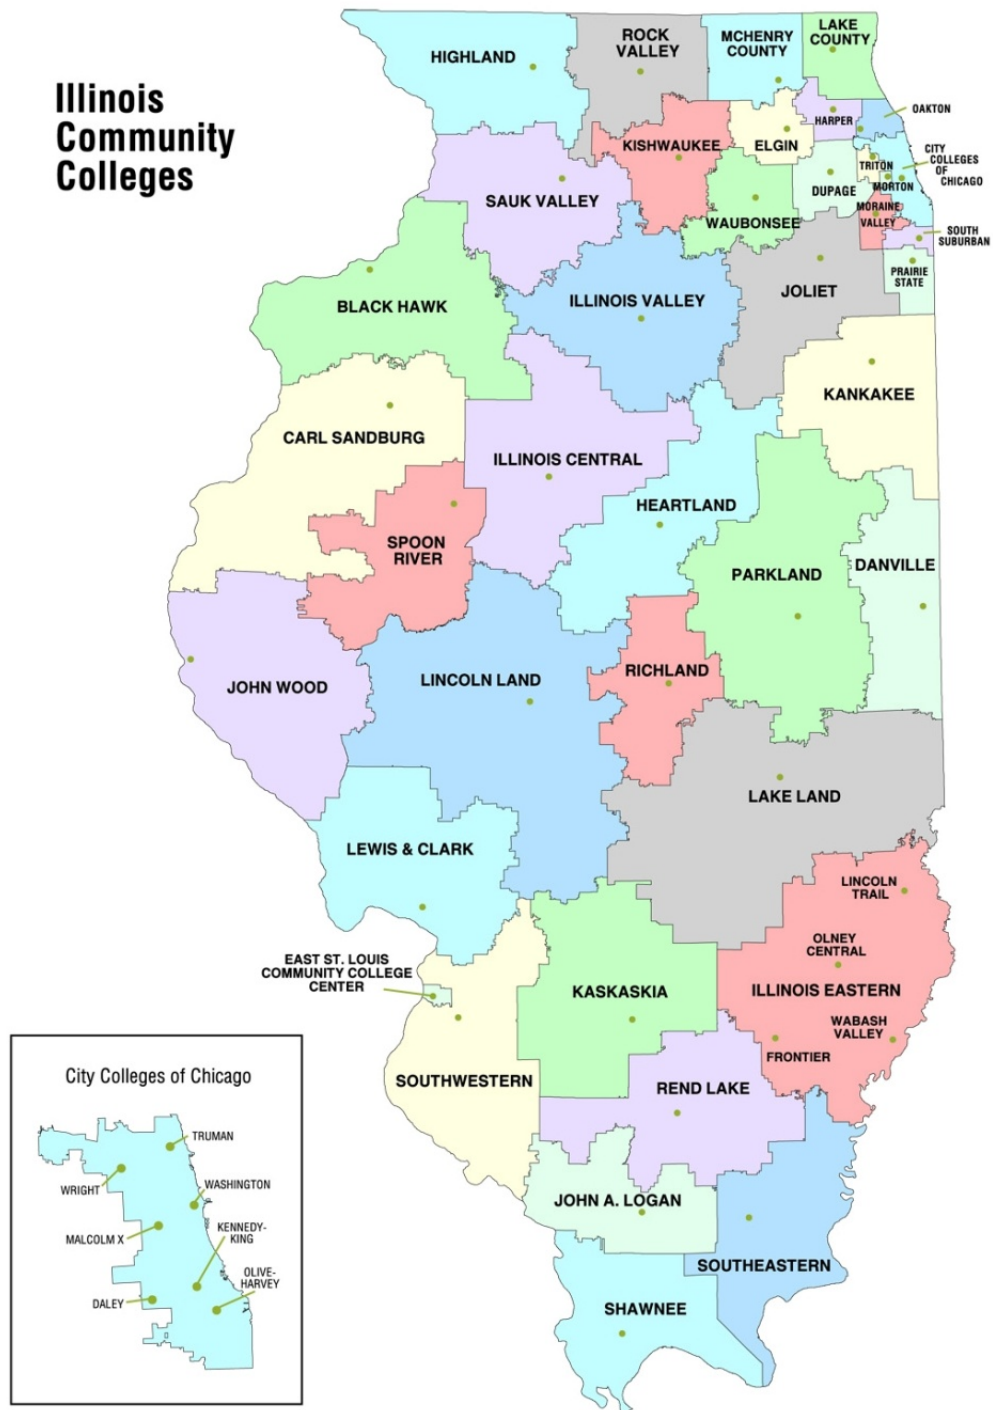 Illinois
Community
Colleges
HIGHLAND
ROCK
VALLEY
MCHENRY
COUNTY
LAKE
COUNTY
OAKTON
HARPER
KISHWAUKEE
ELGIN
CITY
COLLEGES
OF
CHICAGO
TRITON
MORTON
DUPAGE
SAUK VALLEY
MORAINE
VALLEY
WAUBONSEE
SOUTH
SUBURBAN
PRAIRIE
STATE
BLACK HAWK
ILLINOIS VALLEY
JOLIET
KANKAKEE
CARL SANDBURG
ILLINOIS CENTRAL
HEARTLAND
SPOON
RIVER
PARKLAND
DANVILLE
JOHN WOOD
LINCOLN LAND
RICHLAND
LAKE LAND
LEWIS & CLARK
LINCOLN
TRAIL
OLNEY
CENTRAL
EAST ST. LOUIS
COMMUNITY COLLEGE
CENTER
KASKASKIA
ILLINOIS EASTERN
WABASH
VALLEY
FRONTIER
SOUTHWESTERN
REND LAKE
JOHN A. LOGAN
SOUTHEASTERN
SHAWNEE
City Colleges of Chicago
TRUMAN
WRIGHT
WASHINGTON
MALCOLM X
KENNEDY-
KING
OLIVE-
HARVEY
DALEY